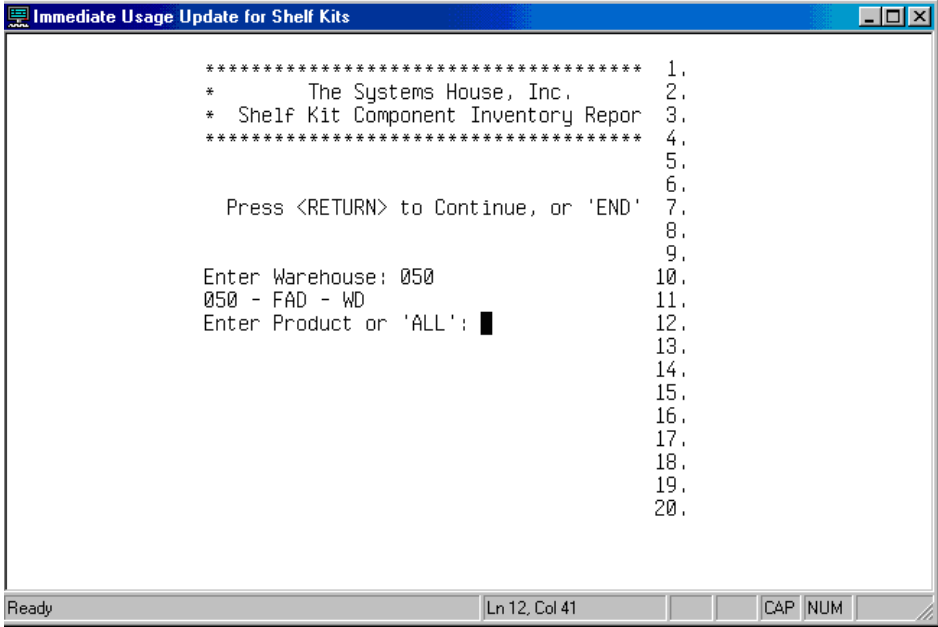 Immediate Usage Update for Shelf Kits
************************************** 1.
* The Systems House, Inc. 2.
* Shelf Kit Component Inventory Repor 3.
************************************** 4.
5.
6.
Press <RETURN> to Continue, or 'END' 7.
8.
9.
Enter Warehouse: 050 10.
050 - FAD - WD 11.
Enter Product or 'ALL': 12.
13.
14.
15.
16.
17.
18.
19.
20.
Ready Ln 12, Col 41 CAP NUM